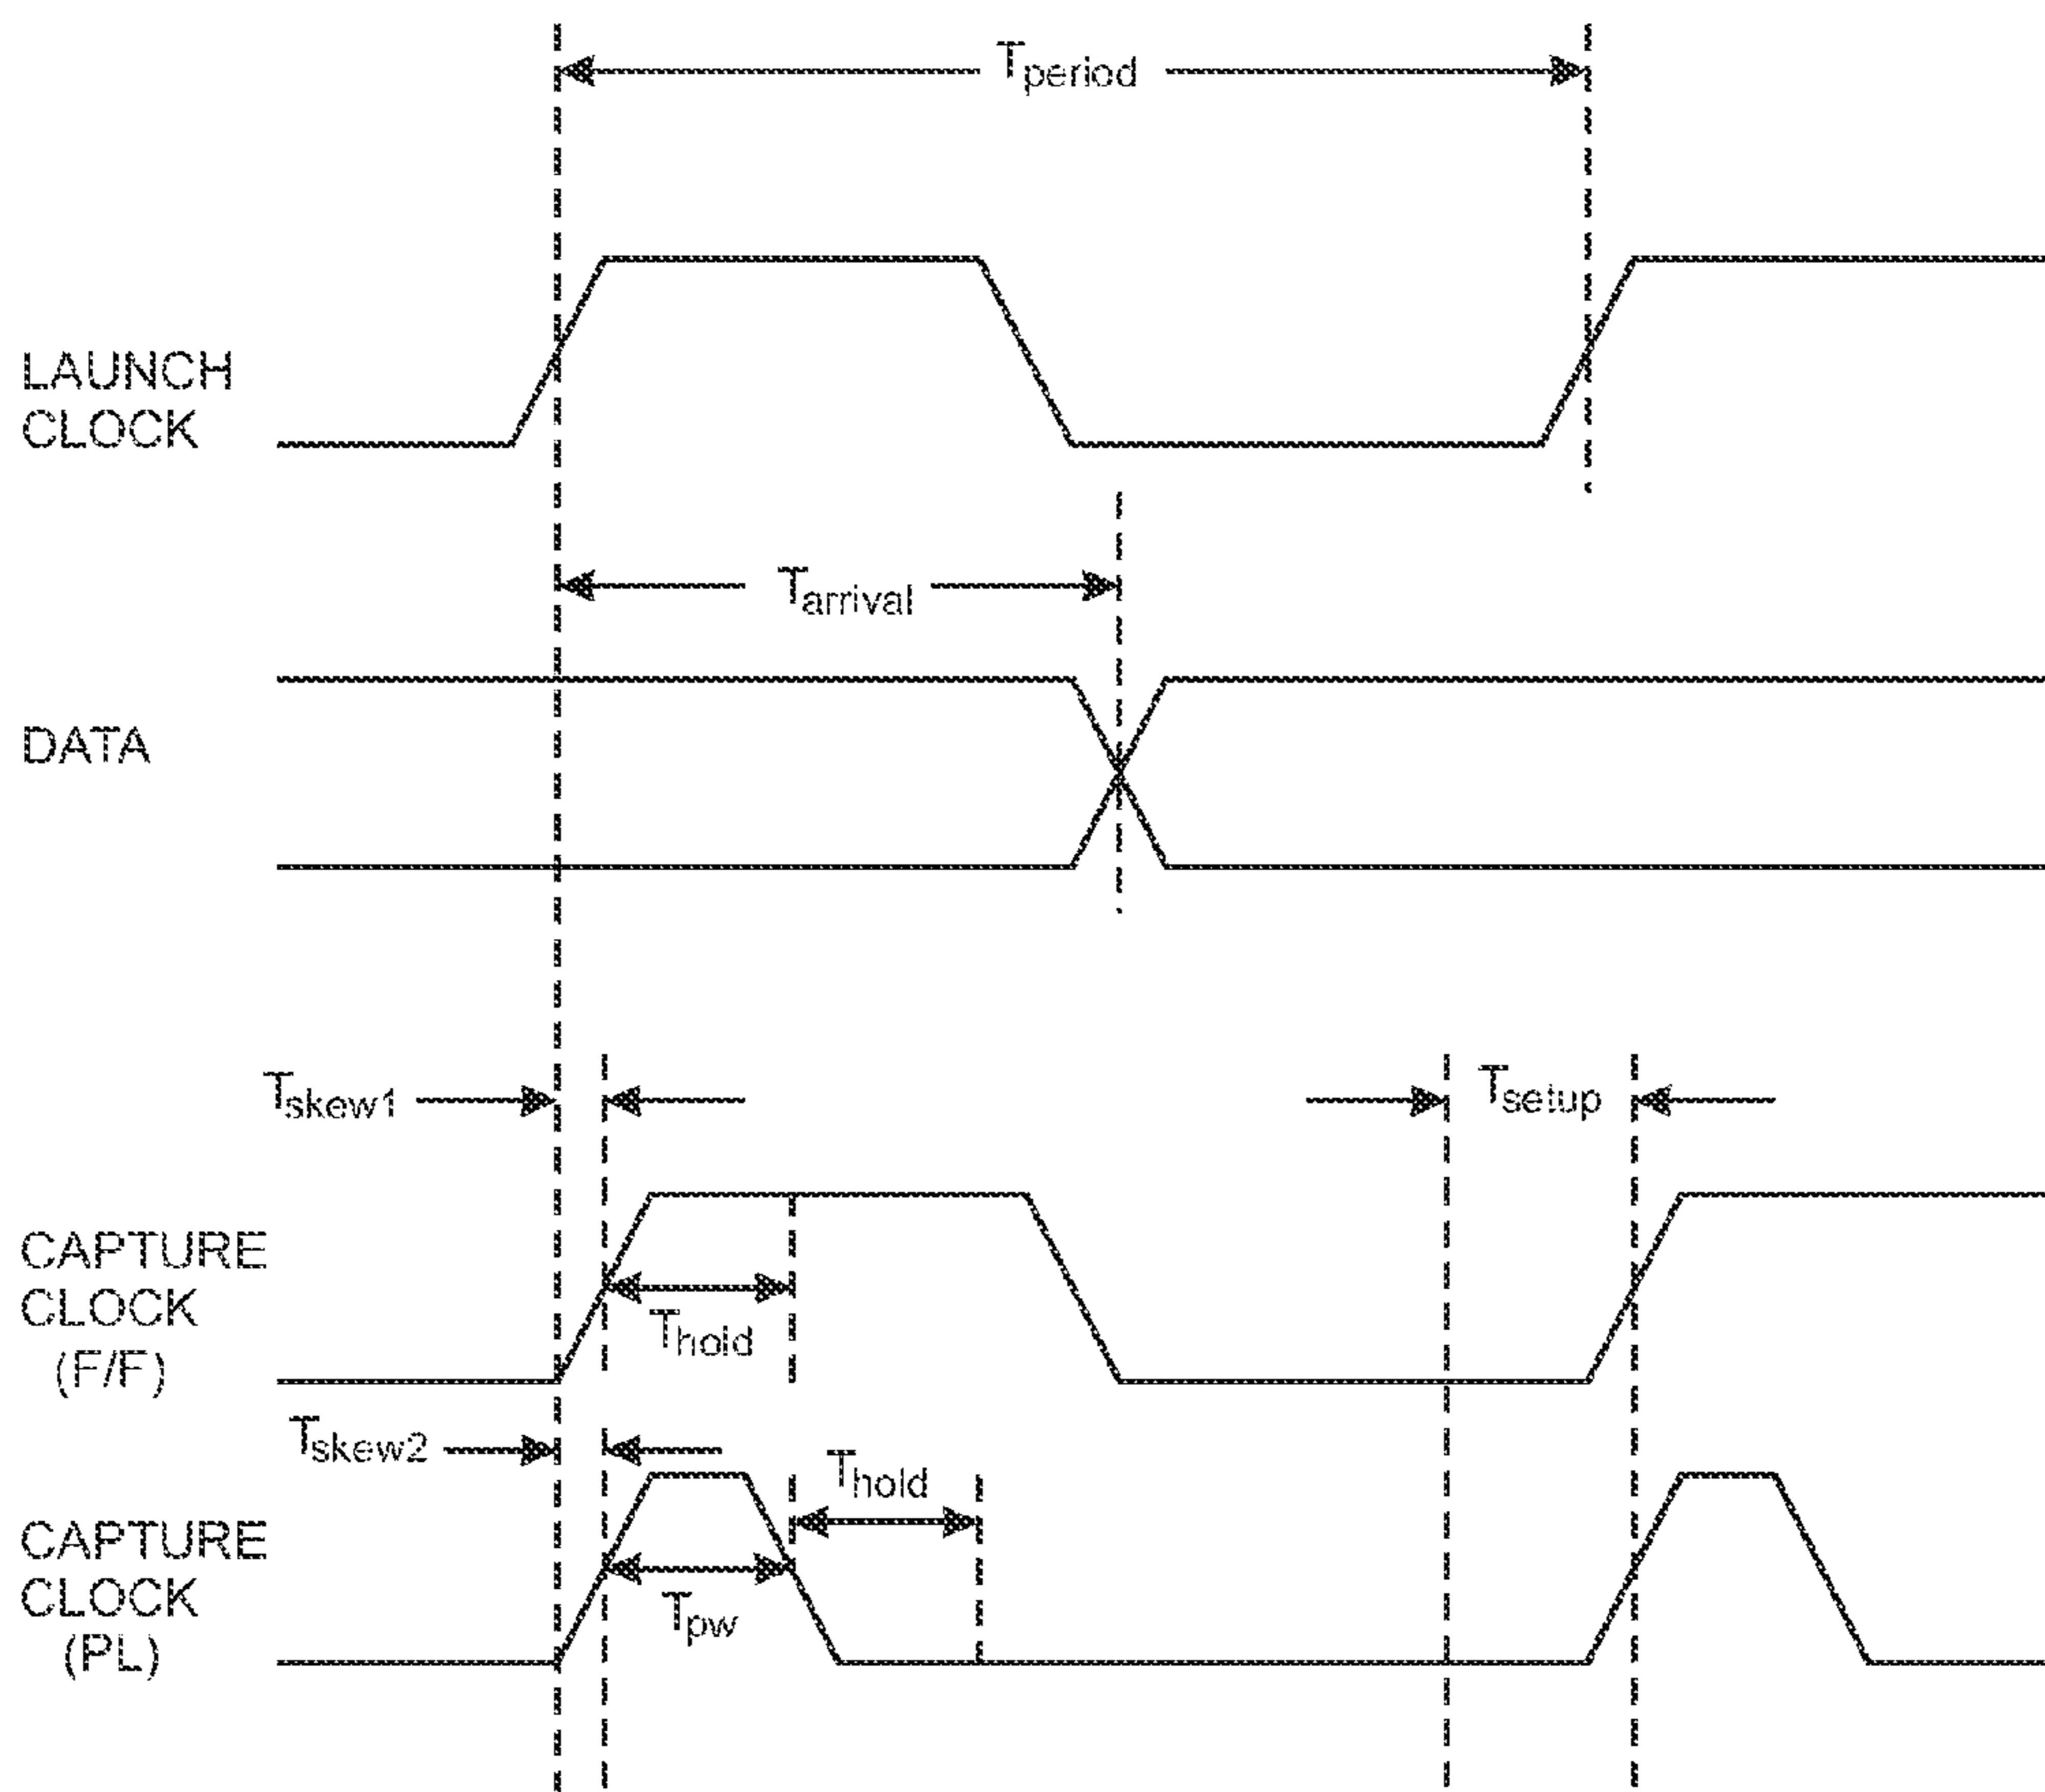 Tperiod
LAUNCH
CLOCK
Tarrival
DATA
Tskew1
Tsetup
CAPTURE
CLOCK
(F/F)
Thold
Tskew2
Thold
CAPTURE
CLOCK
(PL)
Tpw